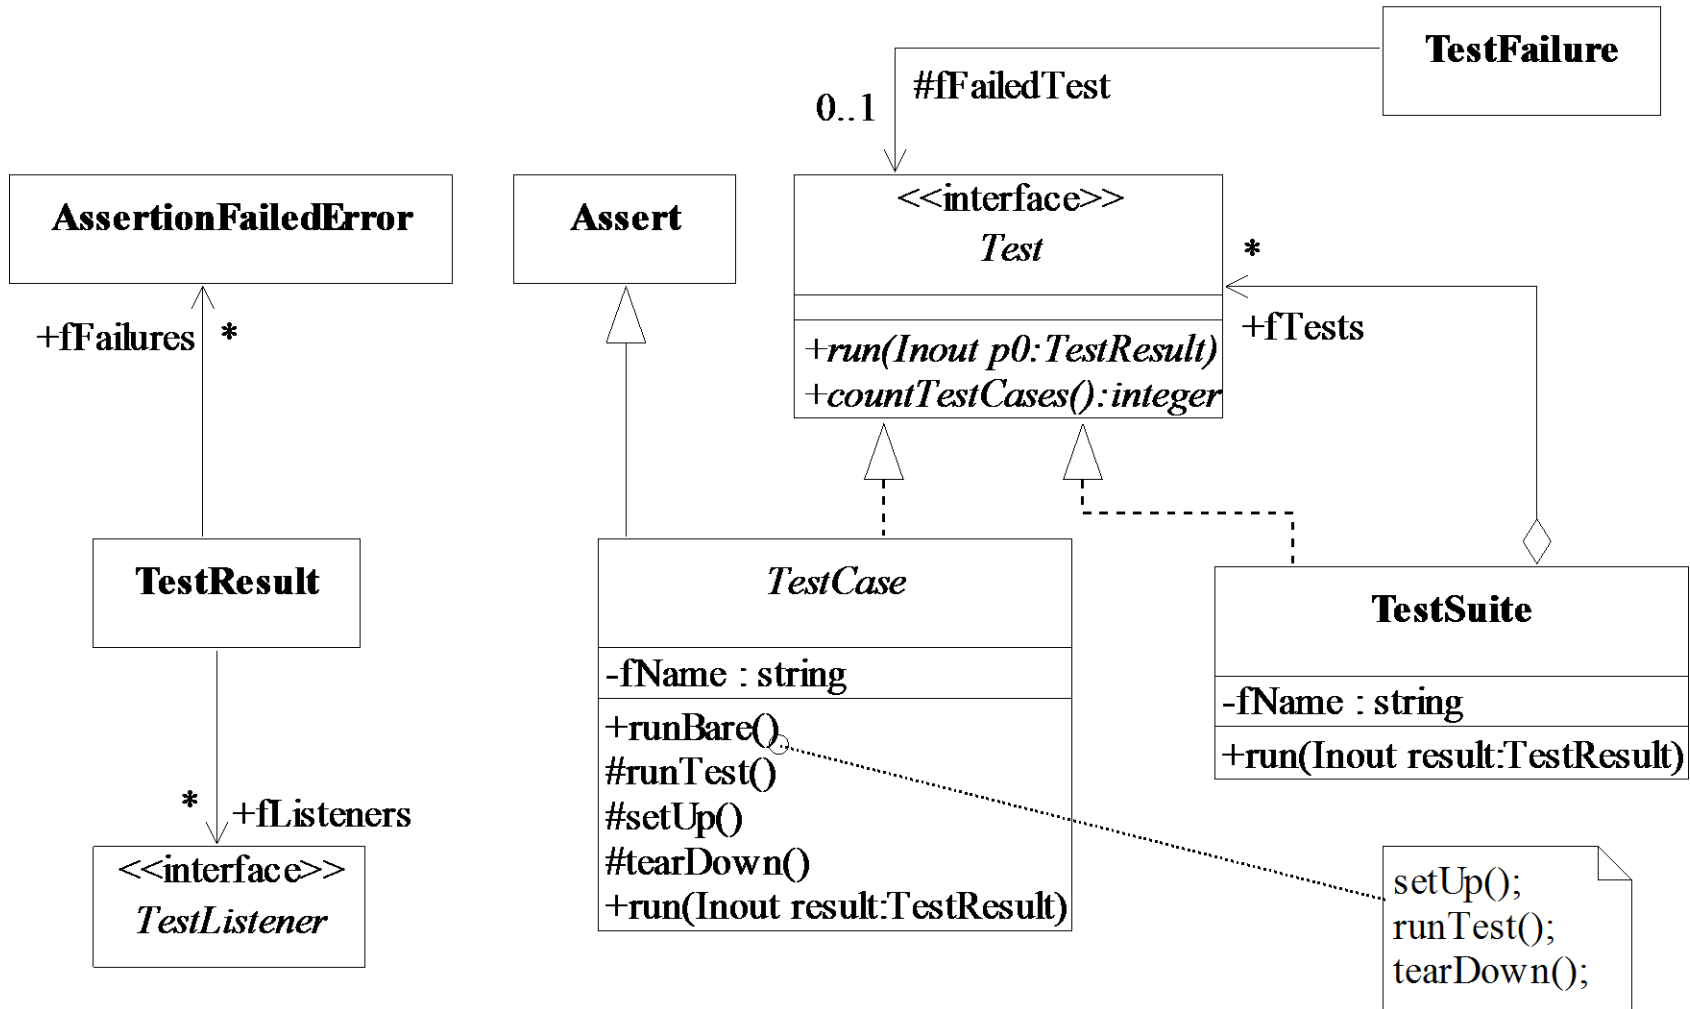 TestFailure
#fFailedTest
0..1
AssertionFailedError
Assert
<<interface>>
Test
+run(Inout p0:TestResult)
+countTestCases():integer
*
+fTests
+fFailures
*
TestResult
*
+fListeners
<<interface>>
TestListener
TestCase
-fName : string
+runBare()
#runTest()
#setUp()
#tearDown()
+run(Inout result:TestResult)
TestSuite
-fName : string
+run(Inout result:TestResult)
setUp();
runTest();
tearDown();